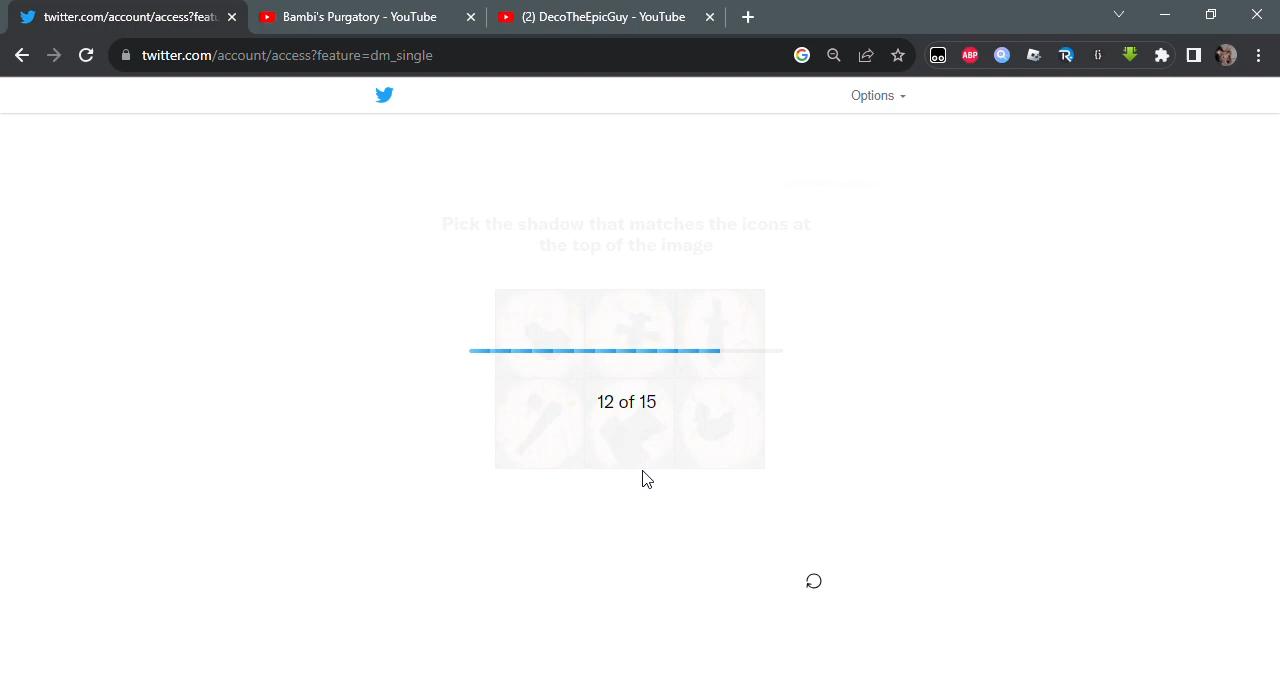 twitter.com/account/access?featu
Bambi's Purgatory - YouTube
(2) DecoTheEpicGuy - YouTube
twitter.com/account/access?feature=dm_single
ABP
Options
Pick the shadow that matches the icons at
the top of the image
12 of 15